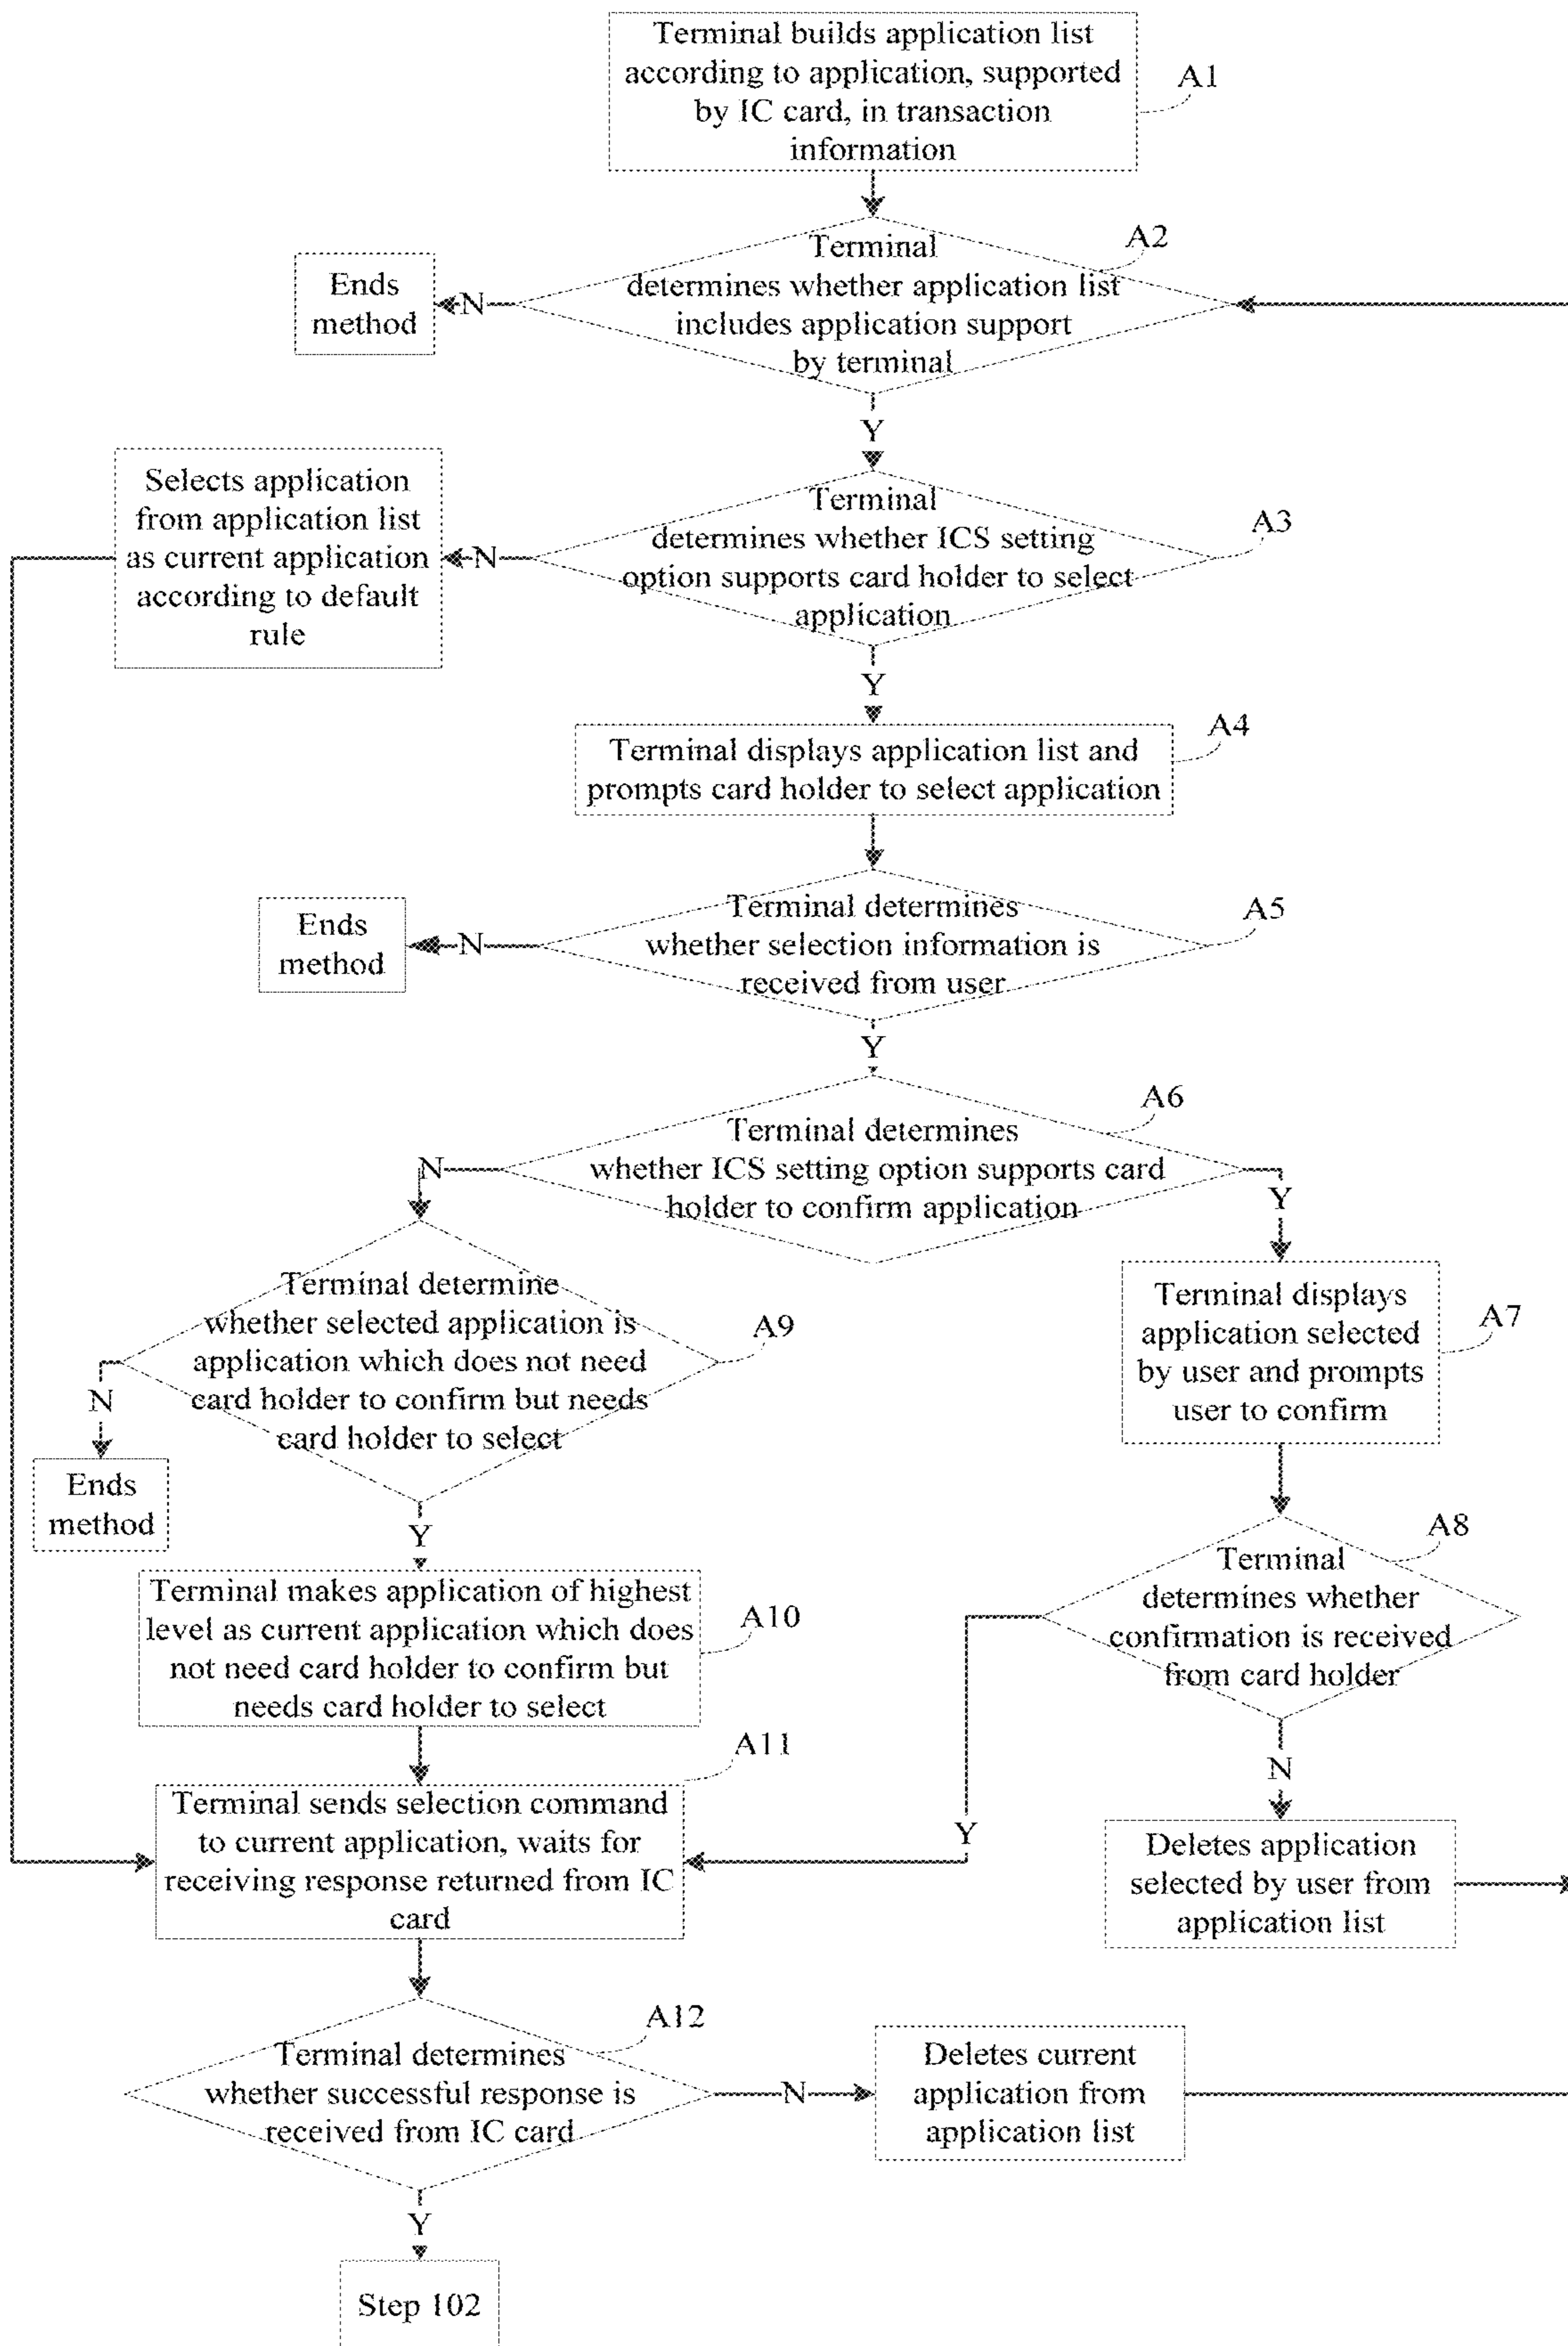 Terminal builds application list
according to application, supported
by IC card, in transaction
information
A1
Terminal
determines whether application list
includes application support
by terminal
A2
N
Ends
method
Y
Terminal
determines whether ICS setting
option supports card holder to select
application
A3
N
Selects application
from application list
as current application
according to default
rule
Y
Terminal displays application list and
prompts card holder to select application
A4
Terminal determines
whether selection information is
received from user
A5
N
Ends
method
Y
Terminal determines
whether ICS setting option supports card
holder to confirm application
A6
N
Y
Terminal determine
whether selected application is
application which does not need
card holder to confirm but needs
card holder to select
A9
N
Ends
method
Y
Terminal displays
application selected
by user and prompts
user to confirm
A7
Terminal
determines whether
confirmation is received
from card holder
A8
Terminal makes application of highest
level as current application which does
not need card holder to confirm but
needs card holder to select
A10
Terminal sends selection command
to current application, waits for
receiving response returned from IC
card
A11
Y
N
Deletes application
selected by user from
application list
Terminal determines
whether successful response is
received from IC card
A12
N
Deletes current
application from
application list
Y
Step 102